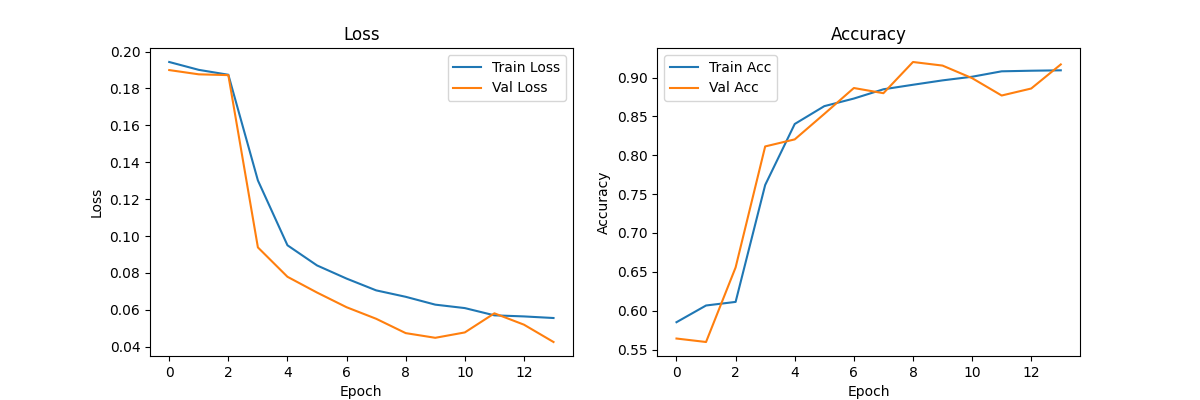 Loss
Train Loss
Val Loss
0.20
0.18
0.16
0.14
0.12
0.10
0.08
0.06
0.04
Loss
0 2 4 6 8 10 12
Epoch
Accuracy
Train Acc
Val Acc
0.90
0.85
0.80
0.75
0.70
0.65
0.60
0.55
Accuracy
0 2 4 6 8 10 12
Epoch